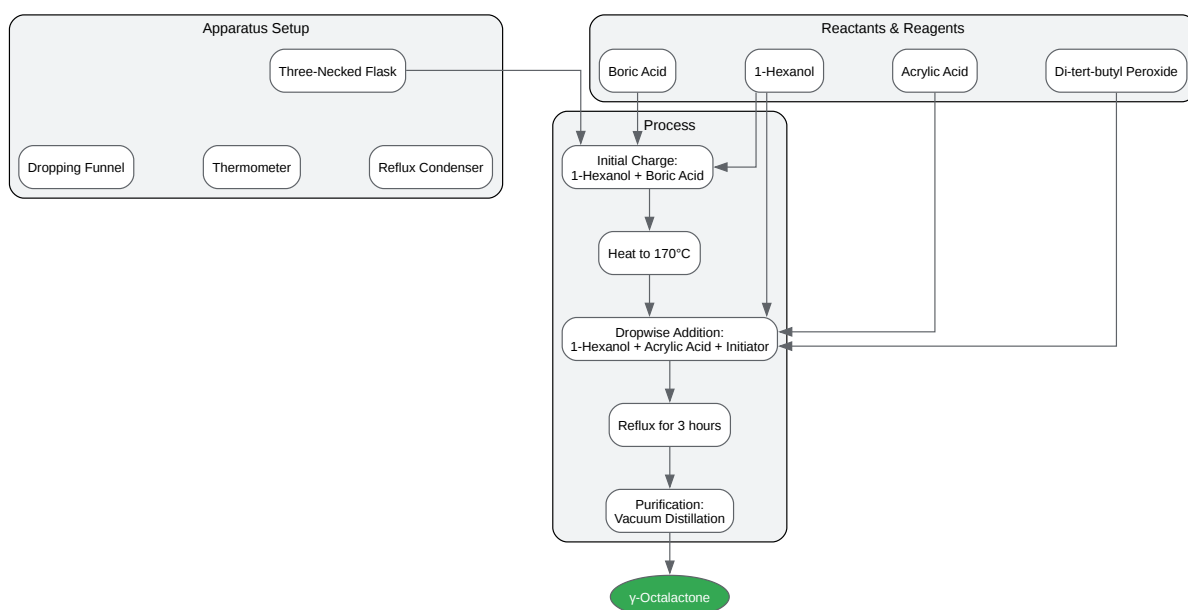 Apparatus Setup
Reactants & Reagents
Three-Necked Flask
Boric Acid
1-Hexanol
Acrylic Acid
Di-tert-butyl Peroxide
Dropping Funnel
Thermometer
Reflux Condenser
Process
Initial Charge:
1-Hexanol + Boric Acid
Heat to 170°C
Dropwise Addition:
1-Hexanol + Acrylic Acid + Initiator
Reflux for 3 hours
Purification:
Vacuum Distillation
γ-Octalactone